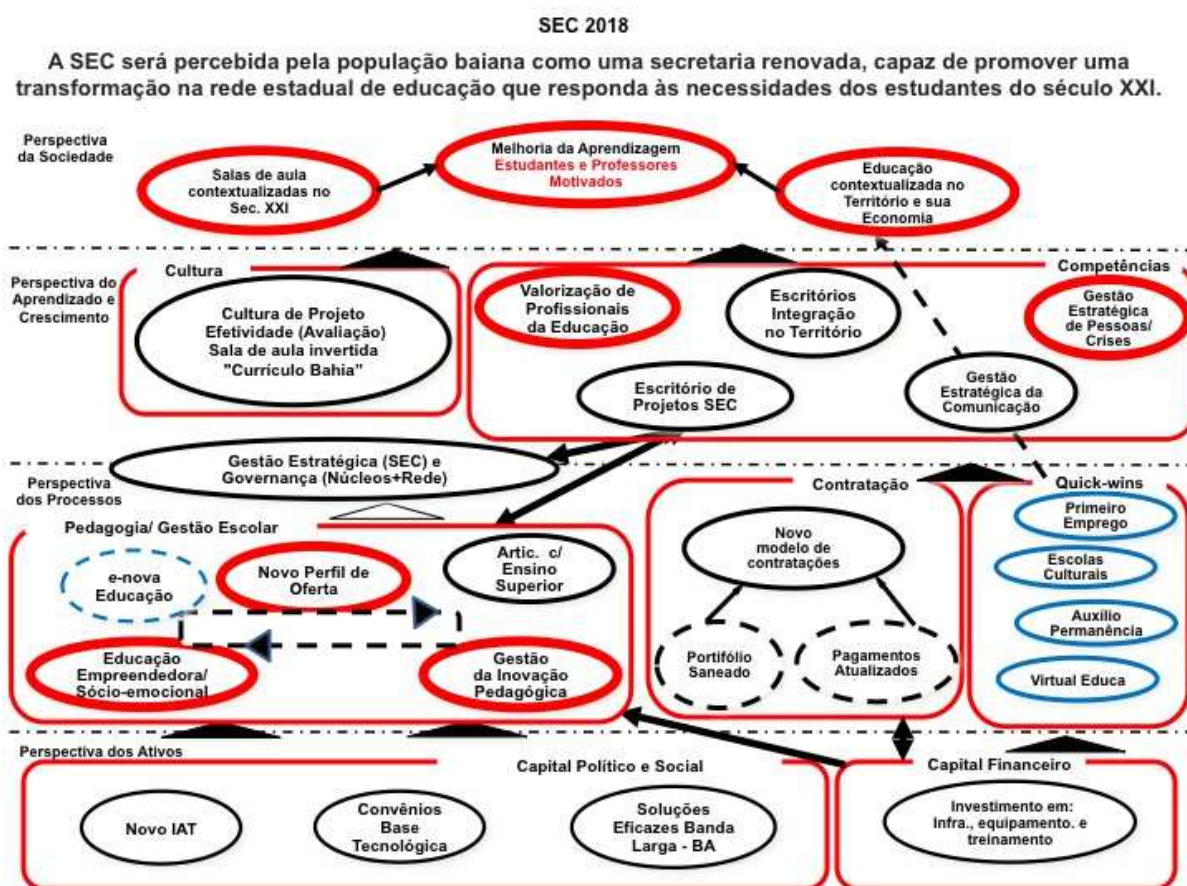 SEC 2018
A SEC será percebida pela população baiana como uma secretaria renovada, capaz de promover uma
transformação na rede estadual de educação que responda às necessidades dos estudantes do século XXI.
Perspectiva
da Sociedade
Salas de aula
contextualizadas no
Sec. XXI
Melhoria da Aprendizagem
Estudantes e Professores
Motivados
Educação
contextualizada no
Território e sua
Economia
Perspectiva do
Aprendizado e
Crescimento
Cultura
Cultura de Projeto
Efetividade (Avaliação)
Sala de aula invertida
"Currículo Bahia"
Competências
Valorização de
Profissionais
da Educação
Escritórios
Integração
no Território
Gestão
Estratégica
de Pessoas/
Crises
Escritório de
Projetos SEC
Gestão
Estratégica da
Comunicação
Gestão Estratégica (SEC) e
Governança (Núcleos+Rede)
Perspectiva
dos Processos
Pedagogia/ Gestão Escolar
e-nova
Educação
Novo Perfil de
Oferta
Artic. c/
Ensino
Superior
Educação
Empreendedora/
Sócio-emocional
Gestão
da Inovação
Pedagógica
Contratação
Novo
modelo de
contratações
Portifólio
Saneado
Pagamentos
Atualizados
Quick-wins
Primeiro
Emprego
Escolas
Culturais
Auxílio
Permanência
Virtual Educa
Perspectiva dos Ativos
Capital Político e Social
Novo IAT
Convênios
Base
Tecnológica
Soluções
Eficazes Banda
Larga - BA
Capital Financeiro
Investimento em:
Infra., equipamento. e
treinamento